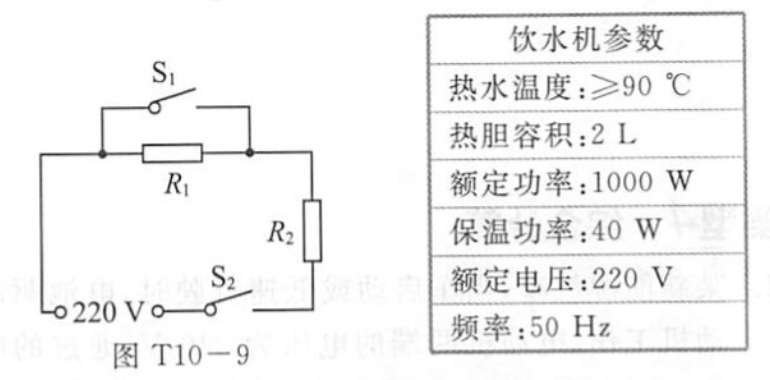 S₁
R₁
R₂
S₂
220 V
图 T10－9
饮水机参数
热水温度:≥90 ℃
热胆容积:2 L
额定功率:1000 W
保温功率:40 W
额定电压:220 V
频率:50 Hz